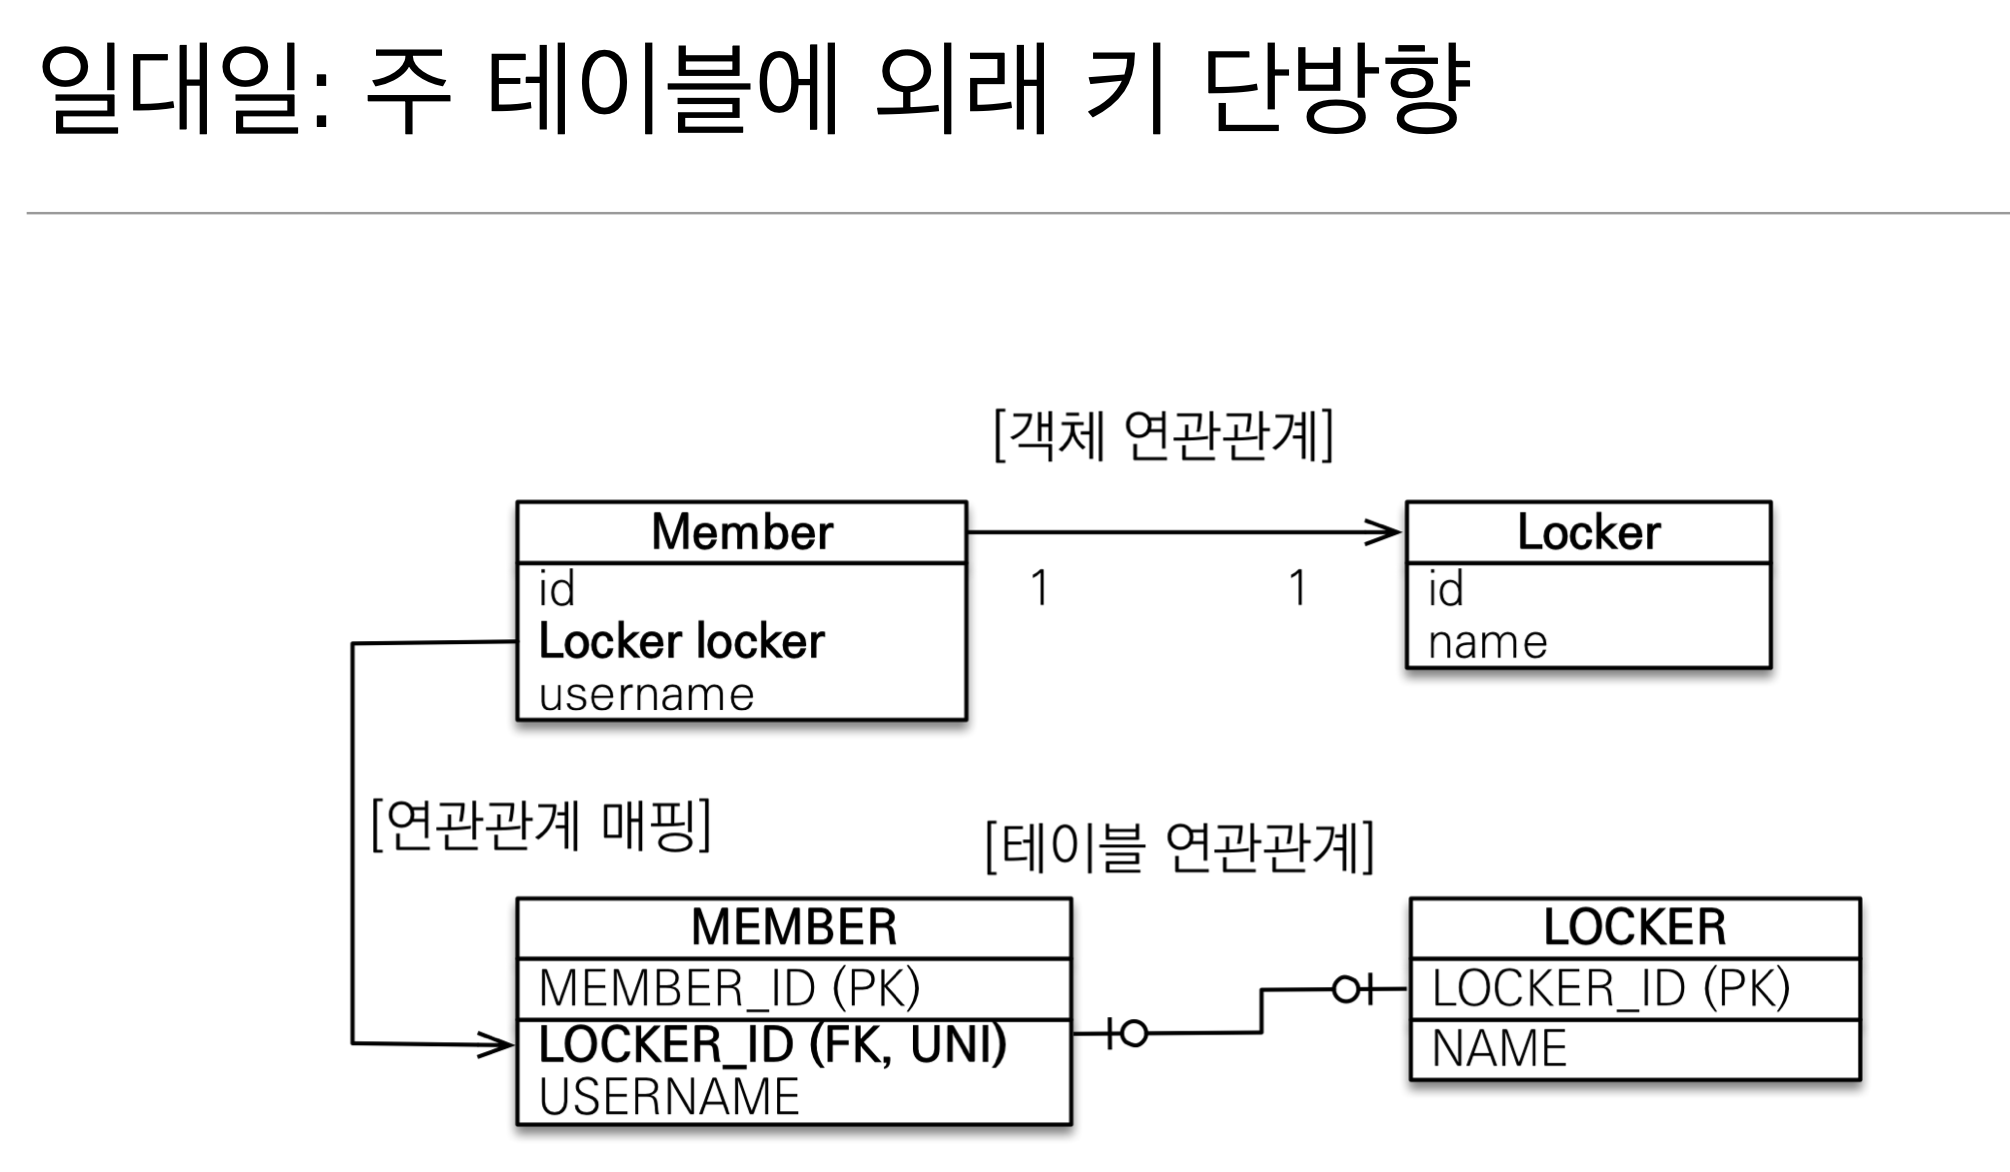 일대일: 주 테이블에 외래 키 단방향
[객체 연관관계]
Member
id
Locker locker
username
1
1
Locker
id
name
[연관관계 매핑]
[테이블 연관관계]
MEMBER
MEMBER_ID (PK)
LOCKER_ID (FK, UNI)
USERNAME
LOCKER
LOCKER_ID (PK)
NAME